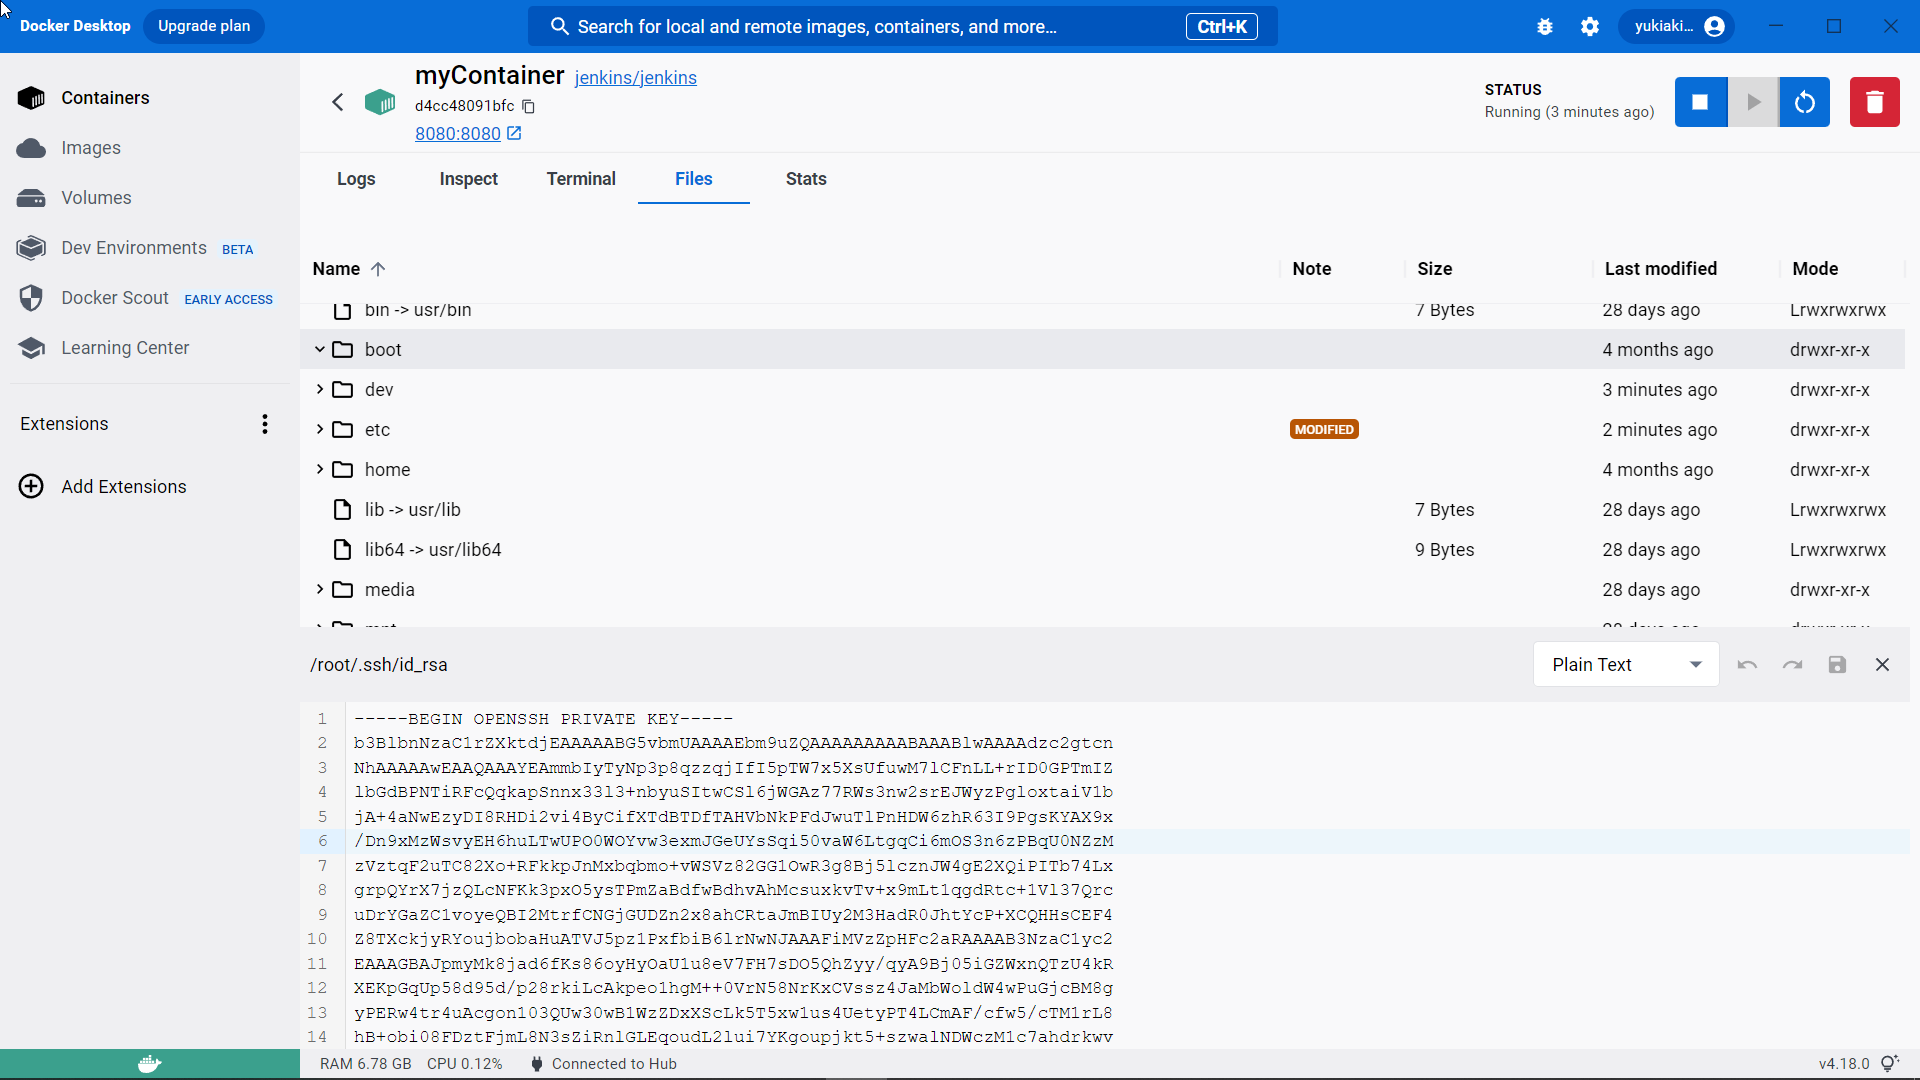 Docker Desktop
Upgrade plan
Search for local and remote images, containers, and more...
Ctrl+K
yukiaki...
Containers
Images
Volumes
Dev Environments BETA
Docker Scout EARLY ACCESS
Learning Center
Extensions
Add Extensions
myContainer jenkins/jenkins
d4cc48091bfc
8080:8080
STATUS
Running (3 minutes ago)
Logs Inspect Terminal Files Stats
Name Note Size Last modified Mode
bin -> usr/bin 7 Bytes 28 days ago Lrwxrwxrwx
boot 4 months ago drwxr-xr-x
dev 3 minutes ago drwxr-xr-x
etc MODIFIED 2 minutes ago drwxr-xr-x
home 4 months ago drwxr-xr-x
lib -> usr/lib 7 Bytes 28 days ago Lrwxrwxrwx
lib64 -> usr/lib64 9 Bytes 28 days ago Lrwxrwxrwx
media 28 days ago drwxr-xr-x
/root/.ssh/id_rsa
Plain Text
1 -----BEGIN OPENSSH PRIVATE KEY-----
2 b3BlbnNzaC1rZXktdjEAAAAABG5vbmUAAAAEbm9uZQAAAAAAAAABAAABlwAAAAdzc2gtcn
3 NhAAAAAwEAAQAAAYEAmmbIyTyNp3p8qzzqjIfI5pTW7x5XsUfuwM7lCFnLL+rID0GPTmIZ
4 lbGdBPNTiRFcQqkapSnnx33l3+nbyuSItwCSl6jWGAz77RWs3nw2srEJWyzPgloxtaiV1b
5 jA+4aNwEzyDI8RHDi2vi4ByCifXTdBTDfTAHVbNkPFdJwuTlPnHDW6zhR63I9PgsKYAX9x
6 /Dn9xMzWsvyEH6huLTwUPO0WOYvw3exmJGeUYsSqi50vaW6LtgqCi6mOS3n6zPBqU0NZzM
7 zVztqF2uTC82Xo+RFkkpJnMxbqbmo+vWSVz82GG1OwR3g8Bj5lcznJW4gE2XQiPITb74Lx
8 grpQYrX7jzQLcNFKk3pxO5ysTPmZaBdfwBdhvAhMcsuxkvTv+x9mLt1qgdRtc+1Vl37Qrc
9 uDrYGaZC1voyeQBI2MtrfCNGjGUDZn2x8ahCRtaJmBIUy2M3HadR0JhtYcP+XCQHHsCEF4
10 Z8TXckjyRYoujbobaHuATVJ5pz1PxfbiB6lrNwNJAAAFiMVzZpHFc2aRAAAAB3NzaC1yc2
11 EAAAGBAJpmyMk8jad6fKs86oyHyOaU1u8eV7FH7sDO5QhZyy/qyA9Bj05iGZWxnQTzU4kR
12 XEKpGqUp58d95d/p28rkiLcAkpeo1hgM++0VrN58NrKxCVssz4JaMbWoldW4wPuGjcBM8g
13 yPERw4tr4uAcgon103QUw30wB1WzZDxXScLk5T5xw1us4UetyPT4LCmAF/cfw5/cTM1rL8
14 hB+obi08FDztFjmL8N3sZiRnlGLEqoudL2lui7YKgoupjkt5+szwalNDWczM1c7ahdrkwv
RAM 6.78 GB CPU 0.12% Connected to Hub
v4.18.0